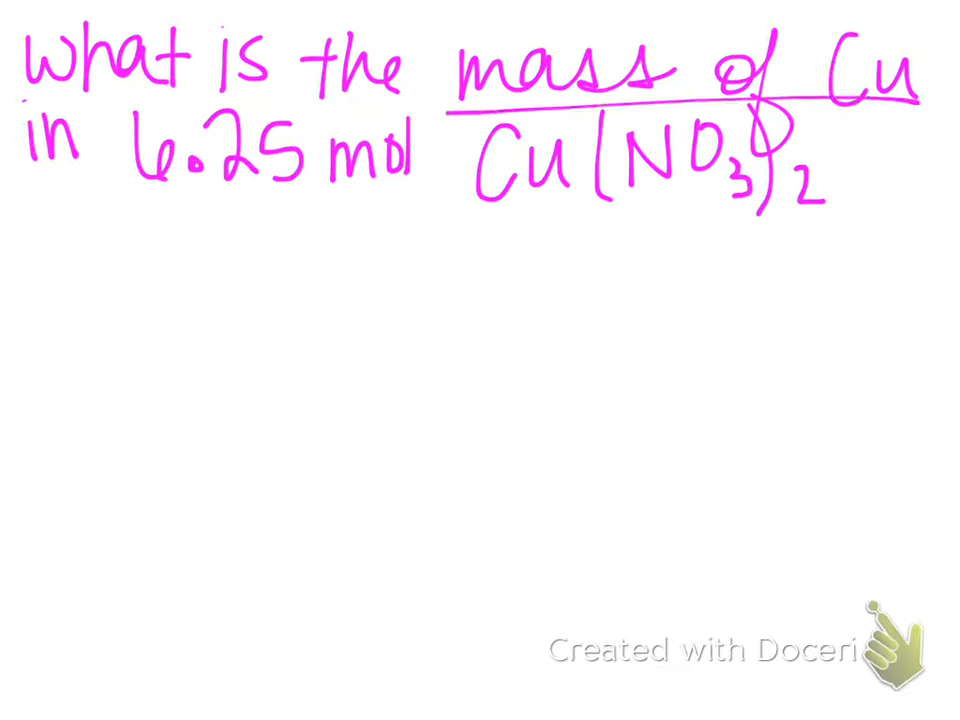 What is the mass of Cu
in 6.25 mol Cu(NO3)2
Created with Doceri